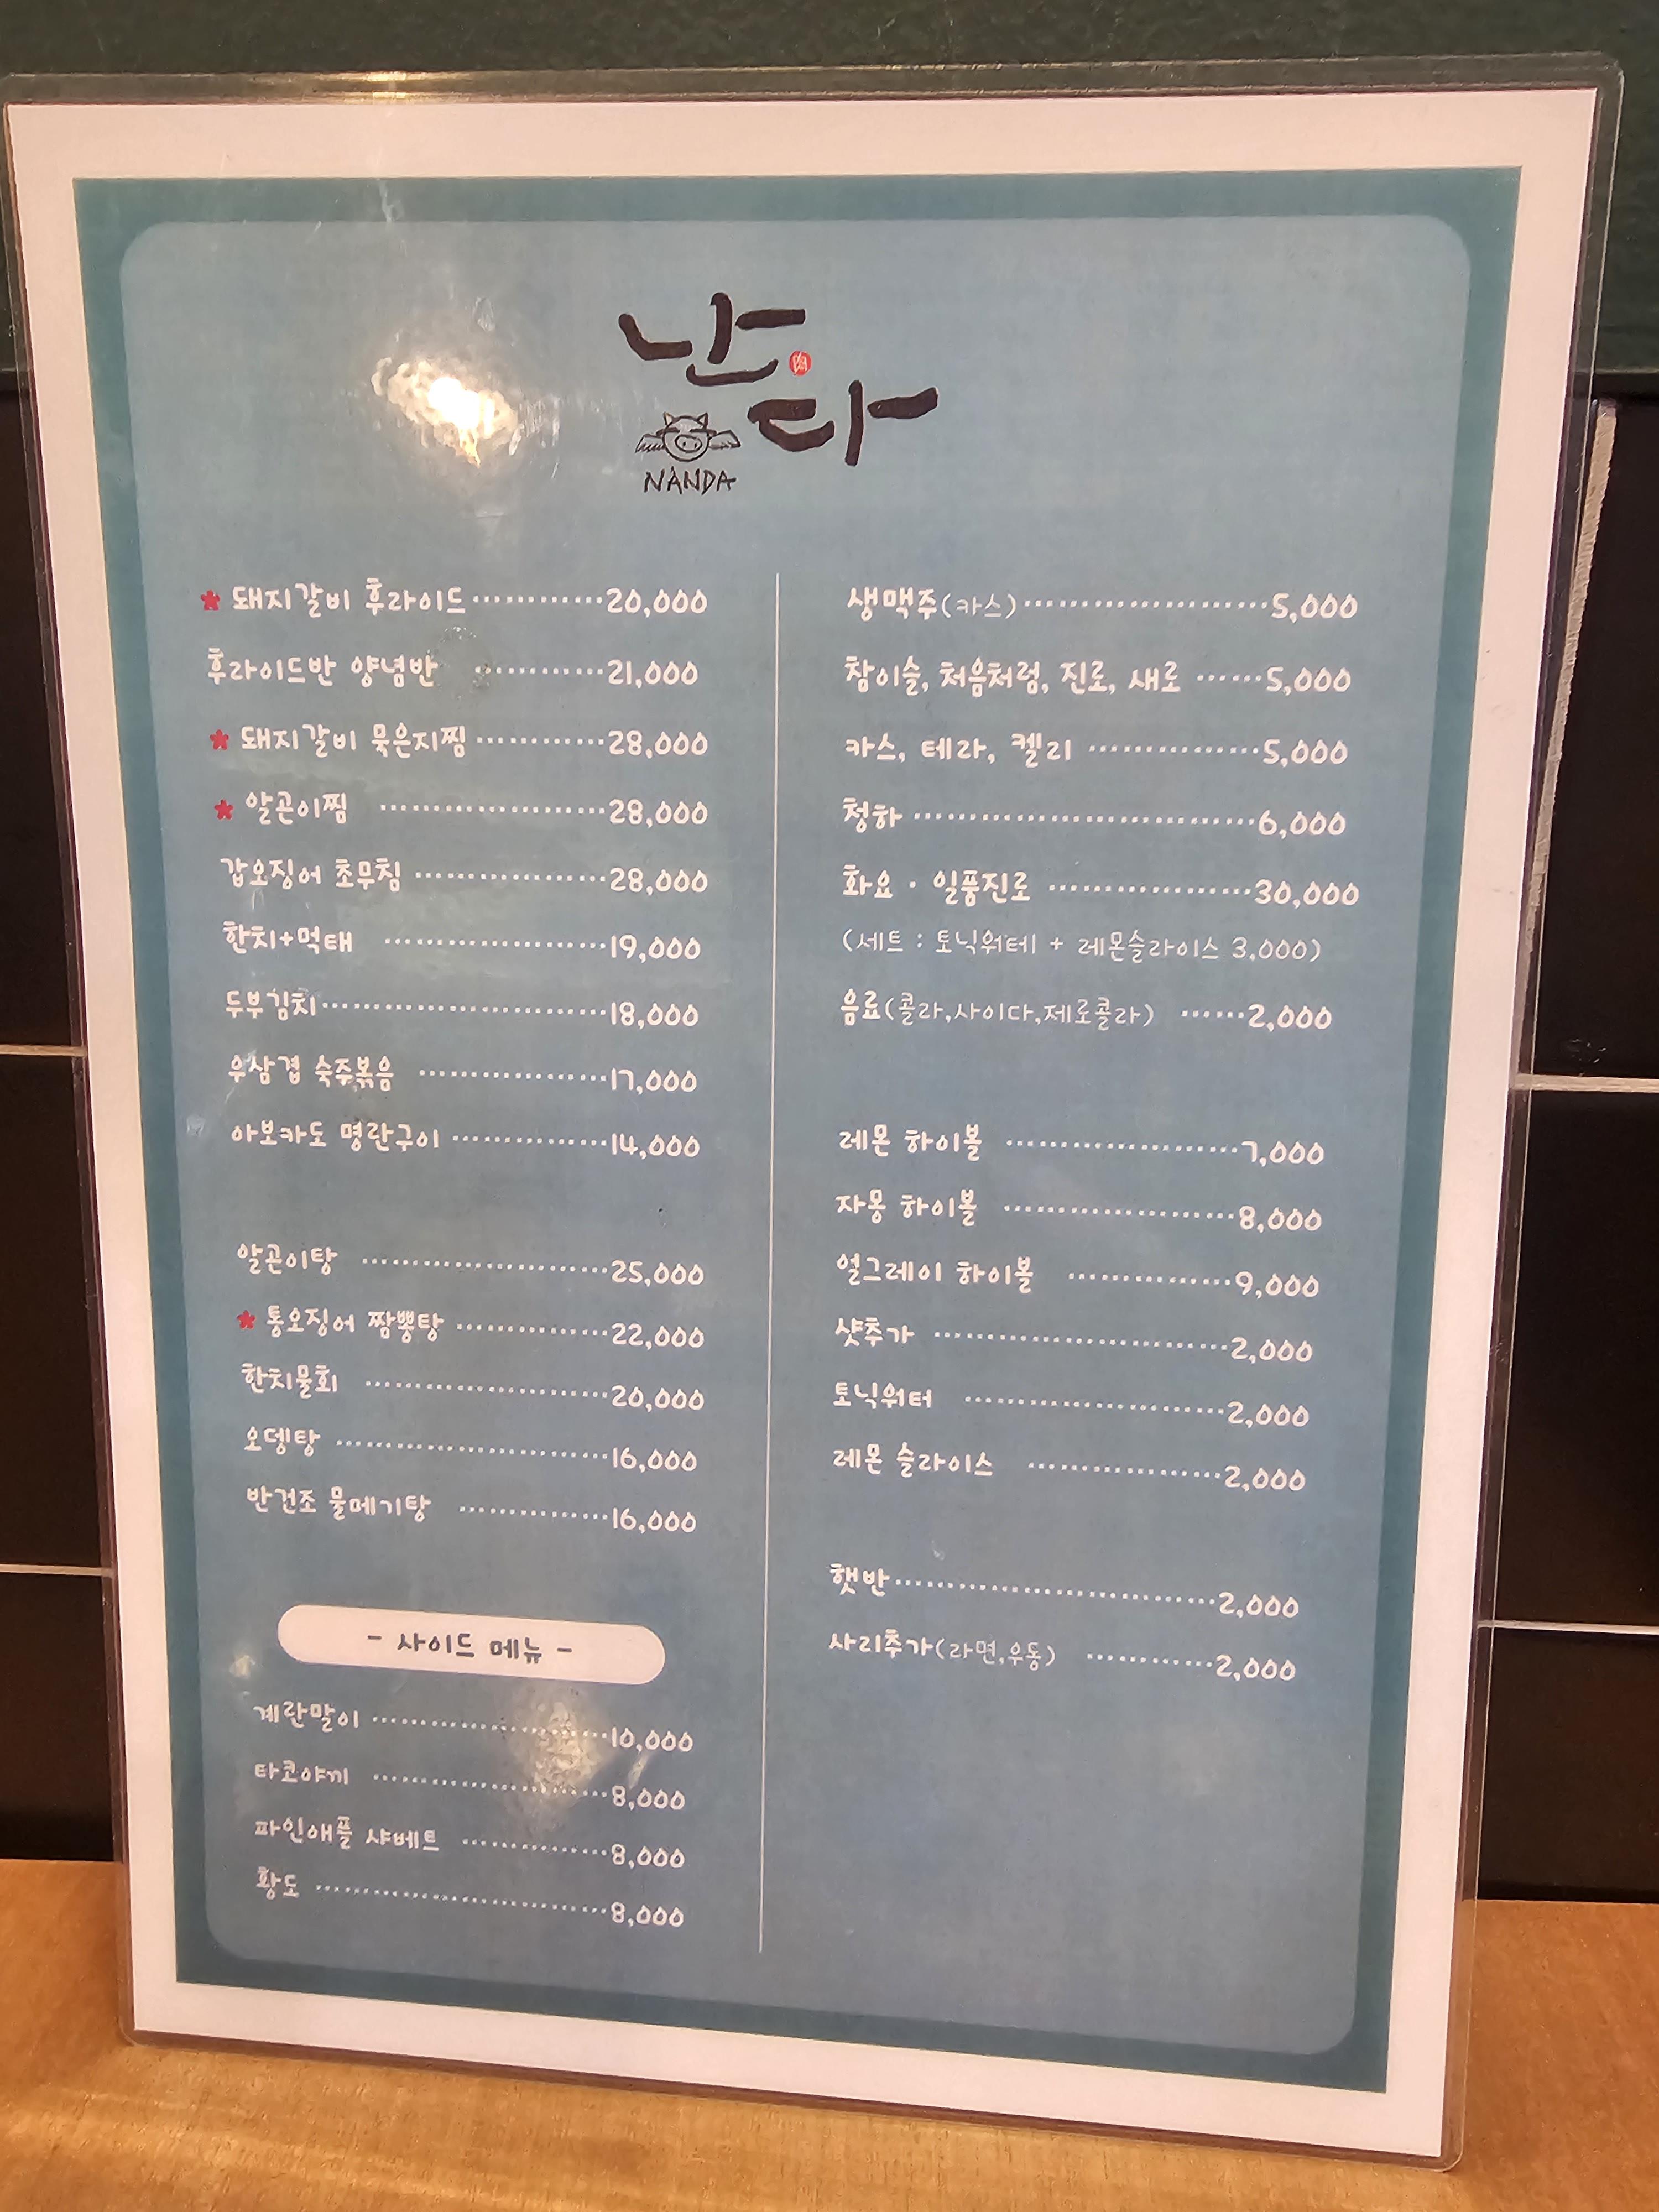 난다
NANDA
* 돼지갈비 후라이드 ············ 20,000
후라이드반 양념반 ············ 21,000
* 돼지갈비 묵은지찜 ············ 28,000
* 알곤이찜 ············ 28,000
갑오징어 초무침 ············ 28,000
한치+먹태 ············ 19,000
두부김치 ············ 18,000
우삼겹 숙주볶음 ············ 17,000
아보카도 명란구이 ············ 14,000
알곤이탕 ············ 25,000
* 통오징어 짬뽕탕 ············ 22,000
한치물회 ············ 20,000
오뎅탕 ············ 16,000
반건조 물메기탕 ············ 16,000
- 사이드 메뉴 -
계란말이 ············ 10,000
타코야끼 ············ 8,000
파인애플 샤베트 ············ 8,000
황도 ············ 8,000
생맥주(카스) ············ 5,000
참이슬, 처음처럼, 진로, 새로 ······ 5,000
카스, 테라, 켈리 ············ 5,000
청하 ············ 6,000
화요 · 일품진로 ············ 30,000
(세트 : 토닉워테 + 레몬슬라이스 3,000)
음료(콜라,사이다,제로콜라) ······ 2,000
레몬 하이볼 ············ 7,000
자몽 하이볼 ············ 8,000
얼그레이 하이볼 ············ 9,000
샷추가 ············ 2,000
토닉워터 ············ 2,000
레몬 슬라이스 ············ 2,000
햇반 ············ 2,000
사리추가(라면,우동) ············ 2,000